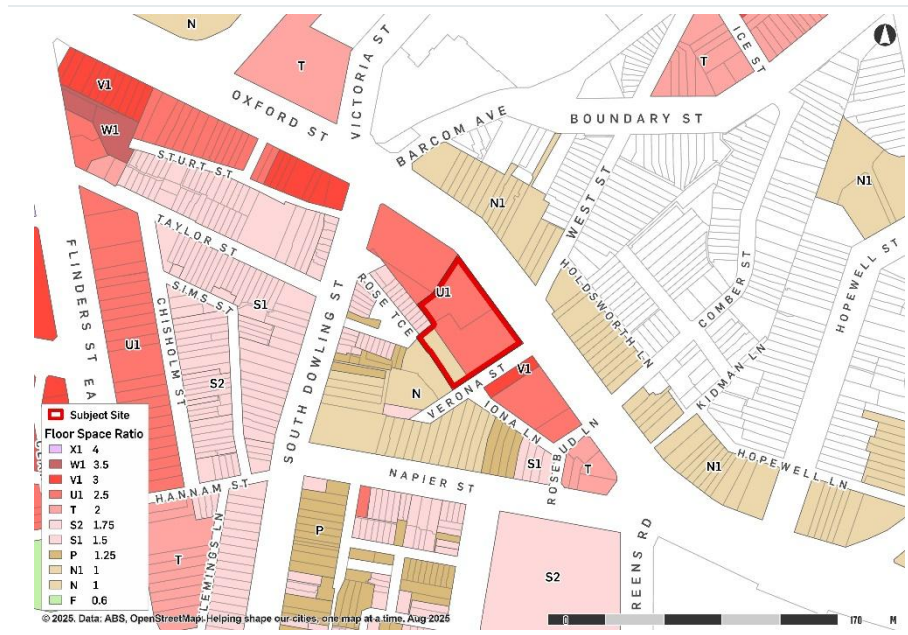 N
T
VICTORIA ST
ICE ST
T
V1
OXFORD ST
BOUNDARY ST
BARCOM AVE
W1
STURT ST
N1
N1
WEST ST
TAYLOR ST
HOPEWELL ST
FLINDERS ST EA
SIMS ST
S1
ROSE TCE
U1
HOLDSWORTH LN
COMBER ST
CHISHOLM ST
U1
S2
SOUTH DOWLING ST
V1
KIDMAN LN
N
VERONA ST
IONA LN
ROSEBUD LN
HOPEWELL LN
S1
T
N1
NAPIER ST
HANNAM ST
P
FLEMINGS LN
T
S2
GREENS RD
Subject Site
Floor Space Ratio
X1 4
W1 3.5
V1 3
U1 2.5
T 2
S2 1.75
S1 1.5
P 1.25
N1 1
N 1
F 0.6
© 2025. Data: ABS, OpenStreetMap. Helping shape our cities, one map at a time. Aug 2025
0 170 M